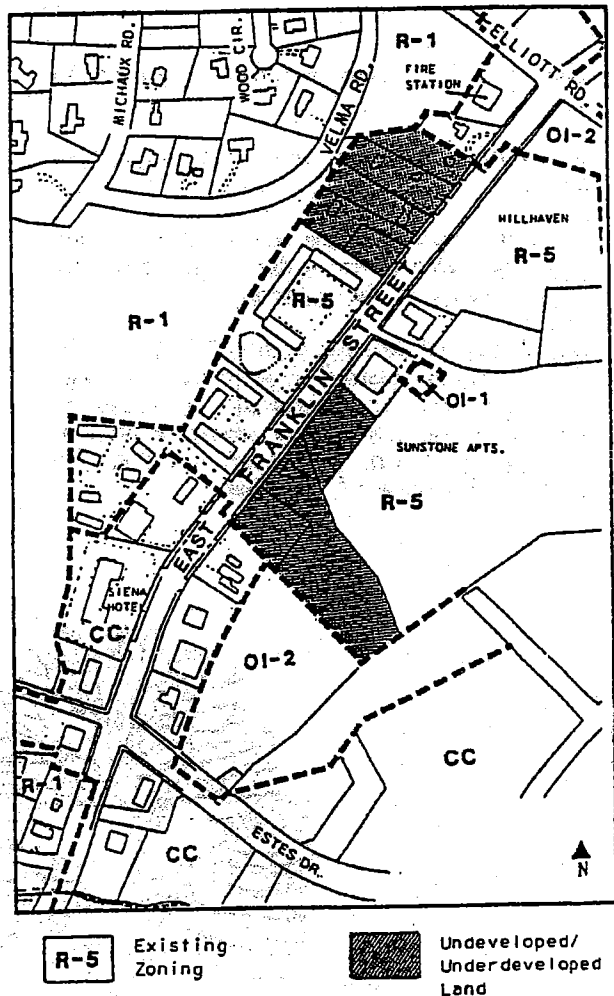 R-1
ELLIOTT RD.
MICHAUX RD.
WOOD CIR.
VELMA RD.
FIRE
STATION
OI-2
HILLHAVEN
R-5
R-5
R-1
EAST FRANKLIN STREET
OI-1
SUNSTONE APTS.
R-5
SIENA
HOTEL
CC
OI-2
CC
R-1
ESTES DR.
CC
N
R-5
Existing
Zoning
Undeveloped/
Underdeveloped
Land